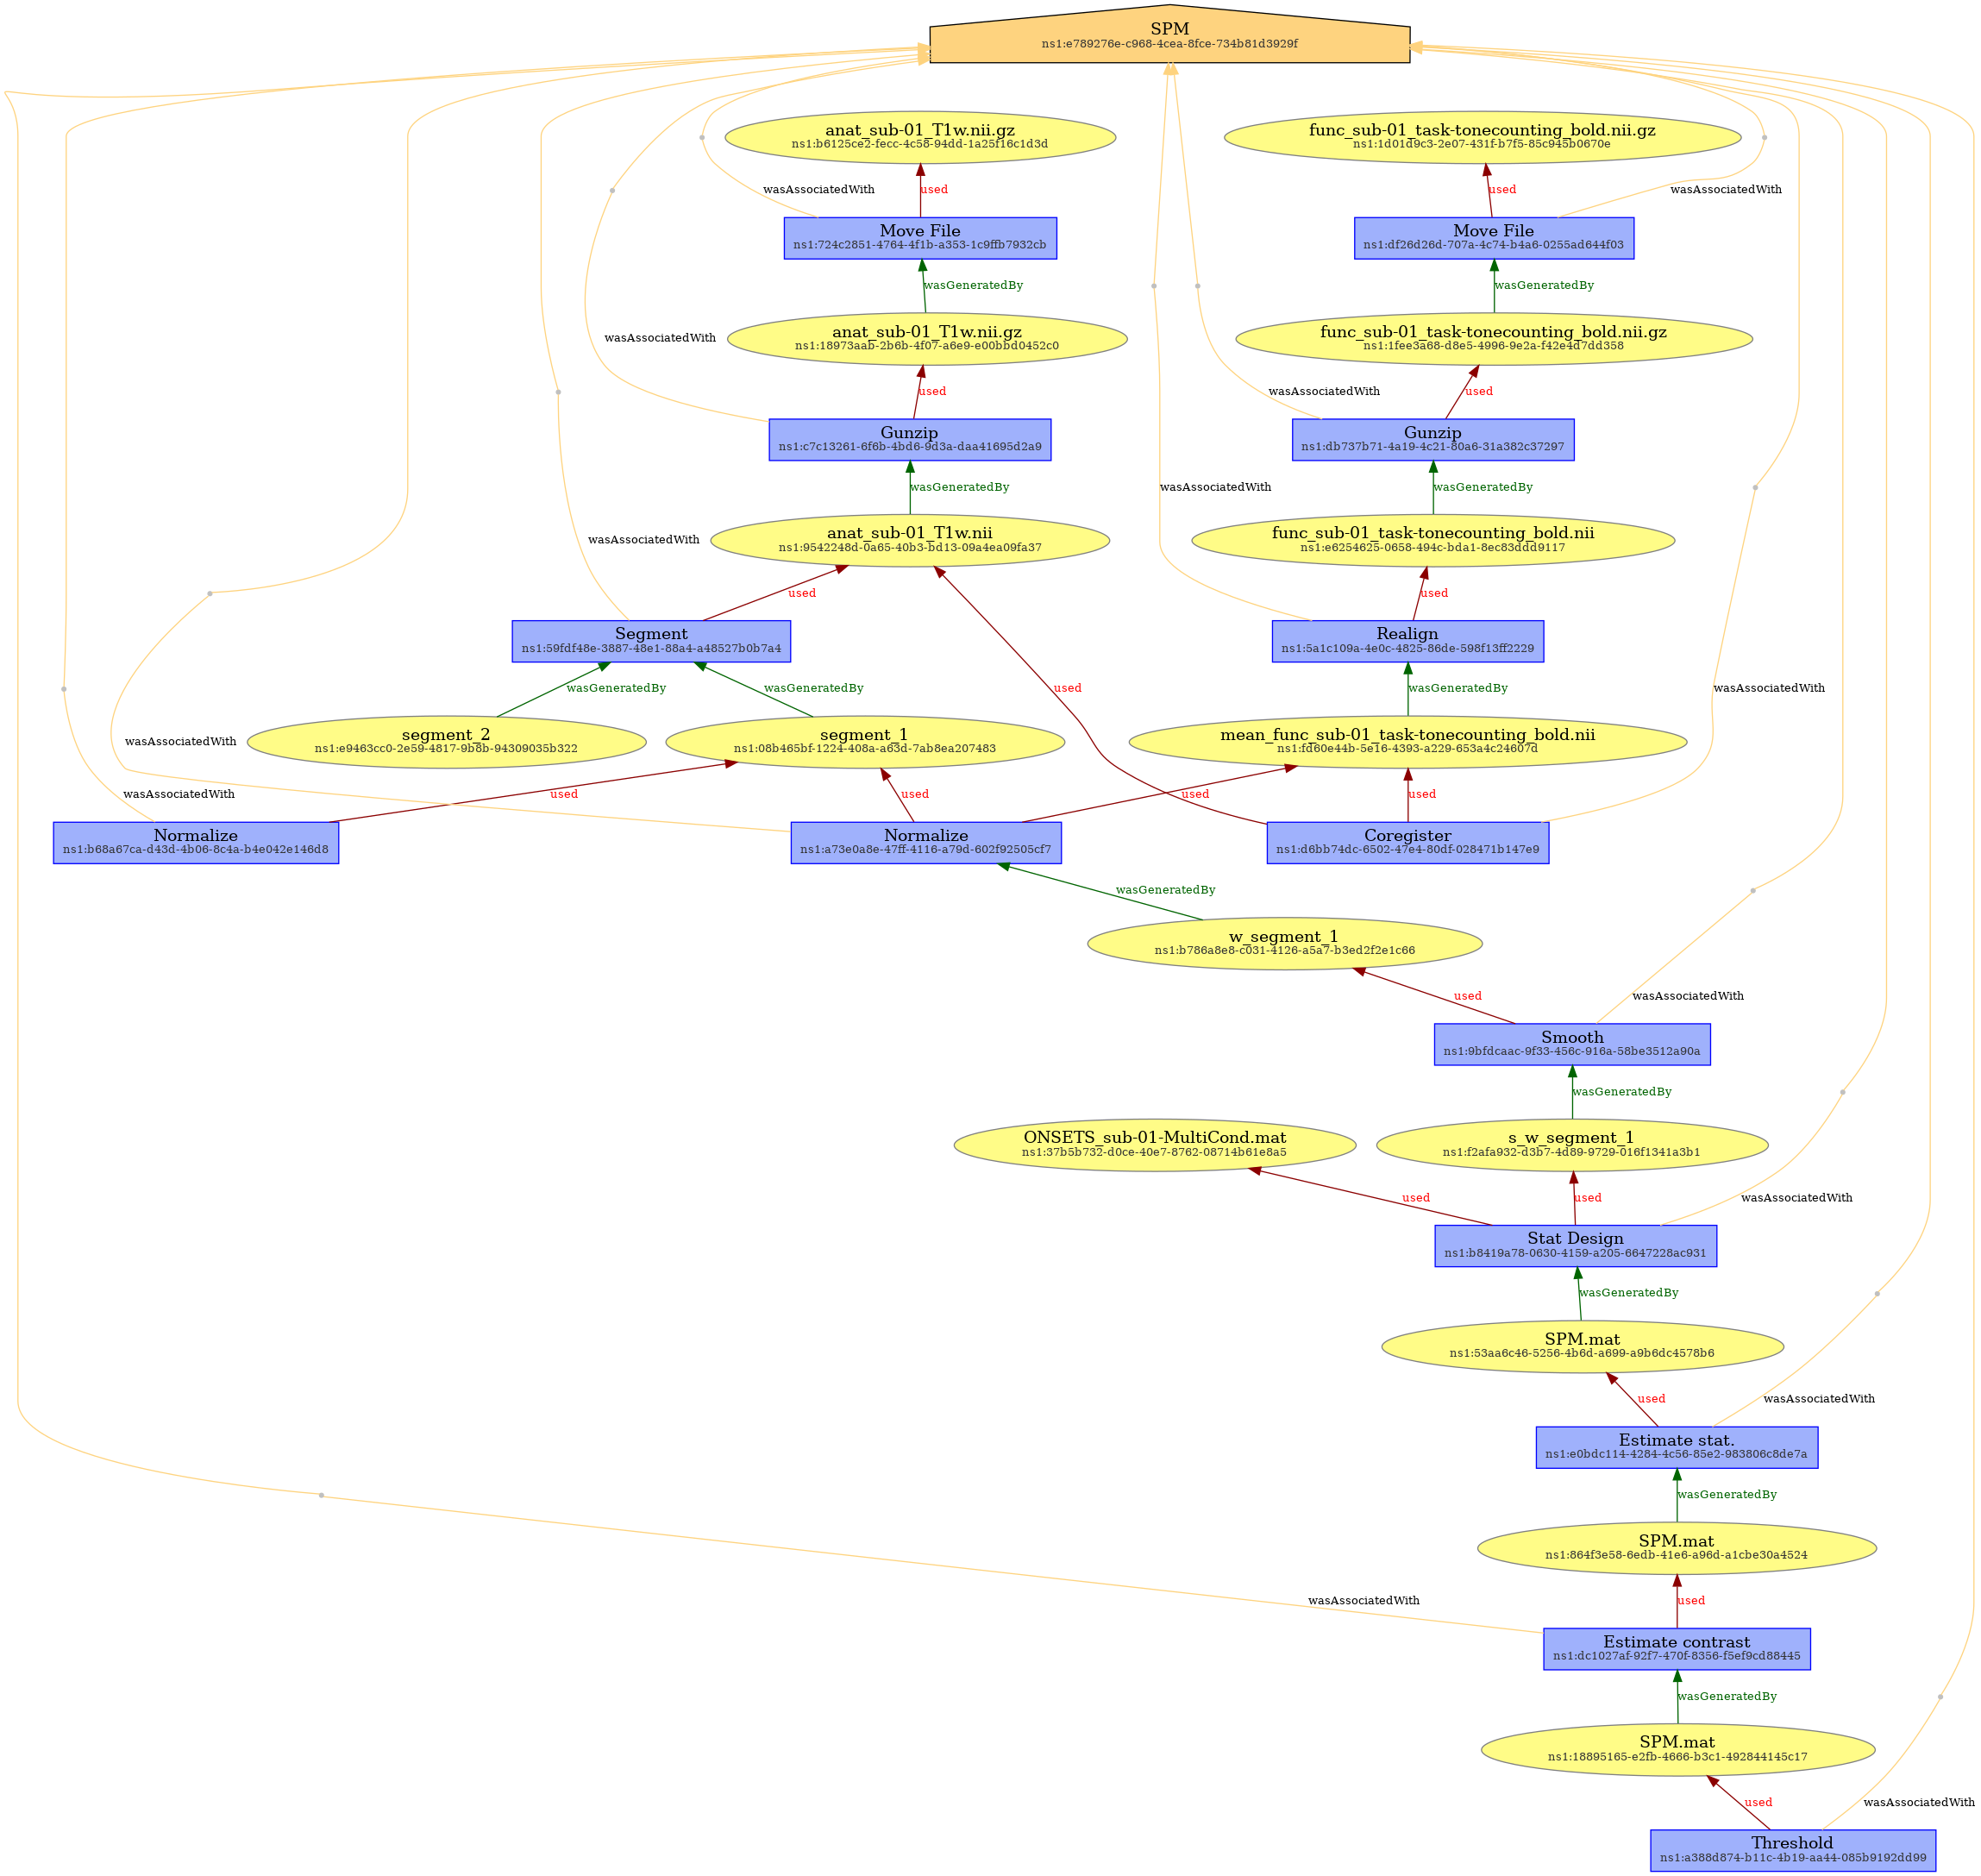 SPM
ns1:e789276e-c968-4cea-8fce-734b81d3929f
anat_sub-01_T1w.nii.gz
ns1:b6125ce2-fecc-4c58-94dd-1a25f16c1d3d
func_sub-01_task-tonecounting_bold.nii.gz
ns1:1d01d9c3-2e07-431f-b7f5-85c945b0670e
wasAssociatedWith
used
used
wasAssociatedWith
Move File
ns1:724c2851-4764-4f1b-a353-1c9ffb7932cb
Move File
ns1:df26d26d-707a-4c74-b4a6-0255ad644f03
wasGeneratedBy
wasGeneratedBy
anat_sub-01_T1w.nii.gz
ns1:18973aab-2b6b-4f07-a6e9-e00bbd0452c0
func_sub-01_task-tonecounting_bold.nii.gz
ns1:1fee3a68-d8e5-4996-9e2a-f42e4d7dd358
wasAssociatedWith
used
wasAssociatedWith
used
Gunzip
ns1:c7c13261-6f6b-4bd6-9d3a-daa41695d2a9
Gunzip
ns1:db737b71-4a19-4c21-80a6-31a382c37297
wasGeneratedBy
wasAssociatedWith
wasGeneratedBy
anat_sub-01_T1w.nii
ns1:9542248d-0a65-40b3-bd13-09a4ea09fa37
func_sub-01_task-tonecounting_bold.nii
ns1:e6254625-0658-494c-bda1-8ec83ddd9117
wasAssociatedWith
used
used
Segment
ns1:59fdf48e-3887-48e1-88a4-a48527b0b7a4
Realign
ns1:5a1c109a-4e0c-4825-86de-598f13ff2229
wasGeneratedBy
wasGeneratedBy
used
wasGeneratedBy
wasAssociatedWith
segment_2
ns1:e9463cc0-2e59-4817-9b8b-94309035b322
segment_1
ns1:08b465bf-1224-408a-a63d-7ab8ea207483
mean_func_sub-01_task-tonecounting_bold.nii
ns1:fd60e44b-5e16-4393-a229-653a4c24607d
wasAssociatedWith
wasAssociatedWith
used
used
used
used
Normalize
ns1:b68a67ca-d43d-4b06-8c4a-b4e042e146d8
Normalize
ns1:a73e0a8e-47ff-4116-a79d-602f92505cf7
Coregister
ns1:d6bb74dc-6502-47e4-80df-028471b147e9
wasGeneratedBy
w_segment_1
ns1:b786a8e8-c031-4126-a5a7-b3ed2f2e1c66
used
wasAssociatedWith
Smooth
ns1:9bfdcaac-9f33-456c-916a-58be3512a90a
wasGeneratedBy
ONSETS_sub-01-MultiCond.mat
ns1:37b5b732-d0ce-40e7-8762-08714b61e8a5
s_w_segment_1
ns1:f2afa932-d3b7-4d89-9729-016f1341a3b1
used
used
wasAssociatedWith
Stat Design
ns1:b8419a78-0630-4159-a205-6647228ac931
wasGeneratedBy
SPM.mat
ns1:53aa6c46-5256-4b6d-a699-a9b6dc4578b6
used
wasAssociatedWith
Estimate stat.
ns1:e0bdc114-4284-4c56-85e2-983806c8de7a
wasGeneratedBy
SPM.mat
ns1:864f3e58-6edb-41e6-a96d-a1cbe30a4524
wasAssociatedWith
used
Estimate contrast
ns1:dc1027af-92f7-470f-8356-f5ef9cd88445
wasGeneratedBy
SPM.mat
ns1:18895165-e2fb-4666-b3c1-492844145c17
used
wasAssociatedWith
Threshold
ns1:a388d874-b11c-4b19-aa44-085b9192dd99